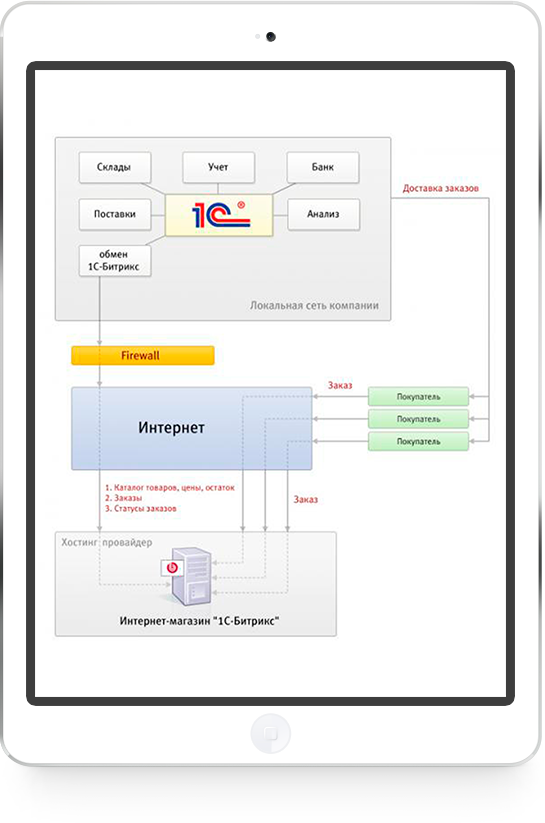 Склады
Учет
Банк
Поставки
1С®
Анализ
обмен
1С-Битрикс
Локальная сеть компании
Доставка заказов
Firewall
Заказ
Покупатель
Покупатель
Покупатель
Интернет
1. Каталог товаров, цены, остаток
2. Заказы
3. Статусы заказов
Заказ
Хостинг провайдер
b
Интернет-магазин "1С-Битрикс"